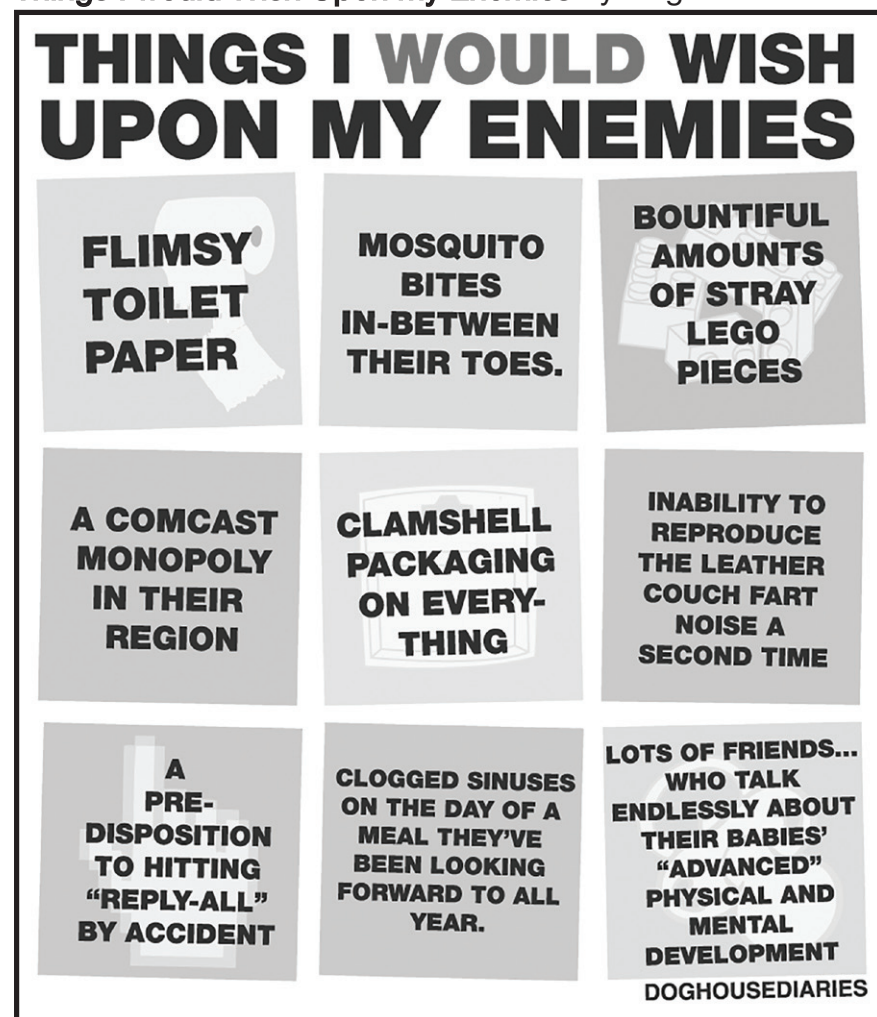 THINGS I WOULD WISH
UPON MY ENEMIES
FLIMSY
TOILET
PAPER
MOSQUITO
BITES
IN-BETWEEN
THEIR TOES.
BOUNTIFUL
AMOUNTS
OF STRAY
LEGO
PIECES
A COMCAST
MONOPOLY
IN THEIR
REGION
CLAMSHELL
PACKAGING
ON EVERY-
THING
INABILITY TO
REPRODUCE
THE LEATHER
COUCH FART
NOISE A
SECOND TIME
A
PRE-
DISPOSITION
TO HITTING
“REPLY-ALL”
BY ACCIDENT
CLOGGED SINUSES
ON THE DAY OF A
MEAL THEY’VE
BEEN LOOKING
FORWARD TO ALL
YEAR.
LOTS OF FRIENDS...
WHO TALK
ENDLESSLY ABOUT
THEIR BABIES’
“ADVANCED”
PHYSICAL AND
MENTAL
DEVELOPMENT
DOGHOUSEDIARIES